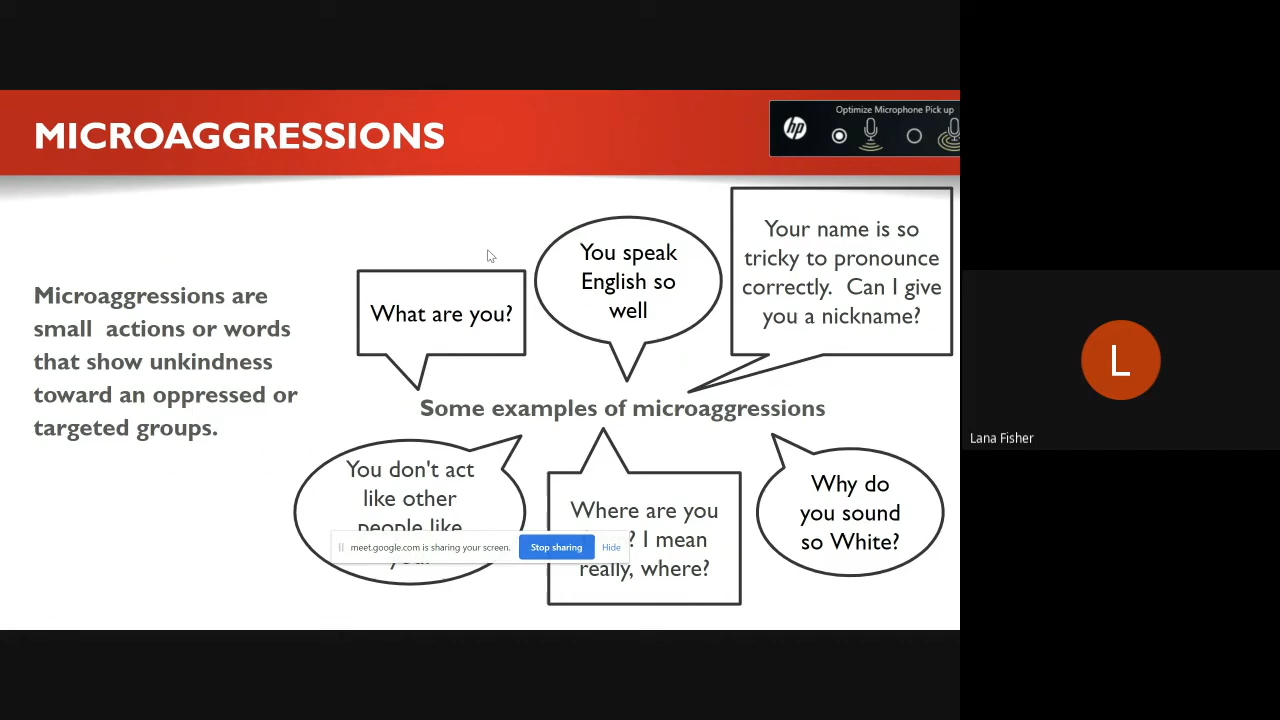 MICROAGGRESSIONS
Optimize Microphone Pick up
hp
Microaggressions are
small actions or words
that show unkindness
toward an oppressed or
targeted groups.
What are you?
You speak
English so
well
Your name is so
tricky to pronounce
correctly. Can I give
you a nickname?
Some examples of microaggressions
You don't act
like other
people like
Where are you
? I mean
really, where?
Why do
you sound
so White?
meet.google.com is sharing your screen.
Stop sharing
Hide
L
Lana Fisher